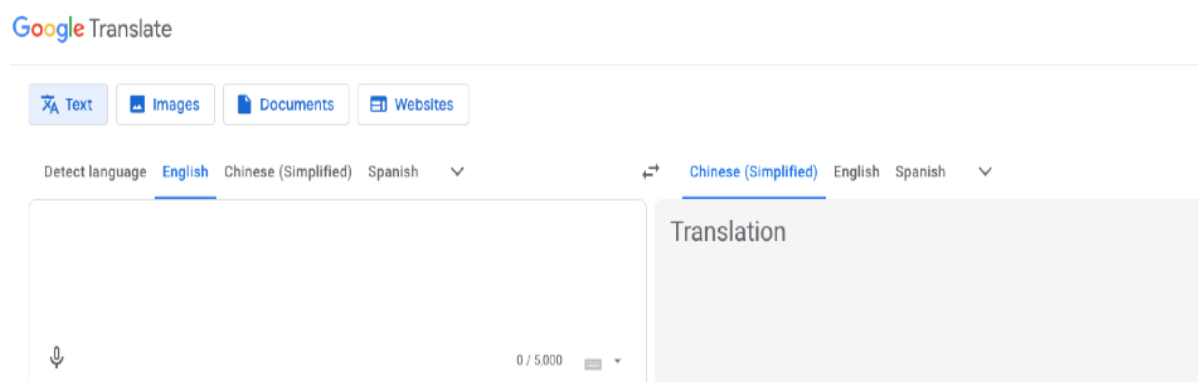 Google Translate
Text Images Documents Websites
Detect language English Chinese (Simplified) Spanish Chinese (Simplified) English Spanish
Translation
0 / 5,000